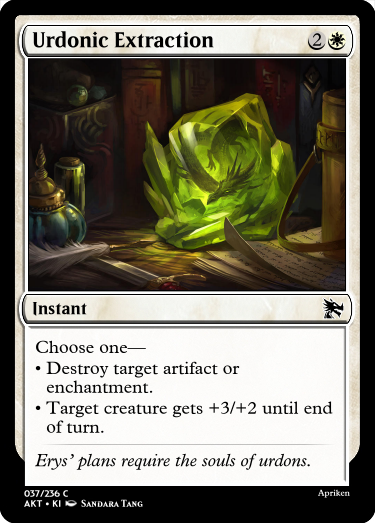 Urdonic Extraction 2
Instant
Choose one—
• Destroy target artifact or
enchantment.
• Target creature gets +3/+2 until end
of turn.
Erys' plans require the souls of urdons.
037/236 C
Apriken
AKT • KI Sandara Tang